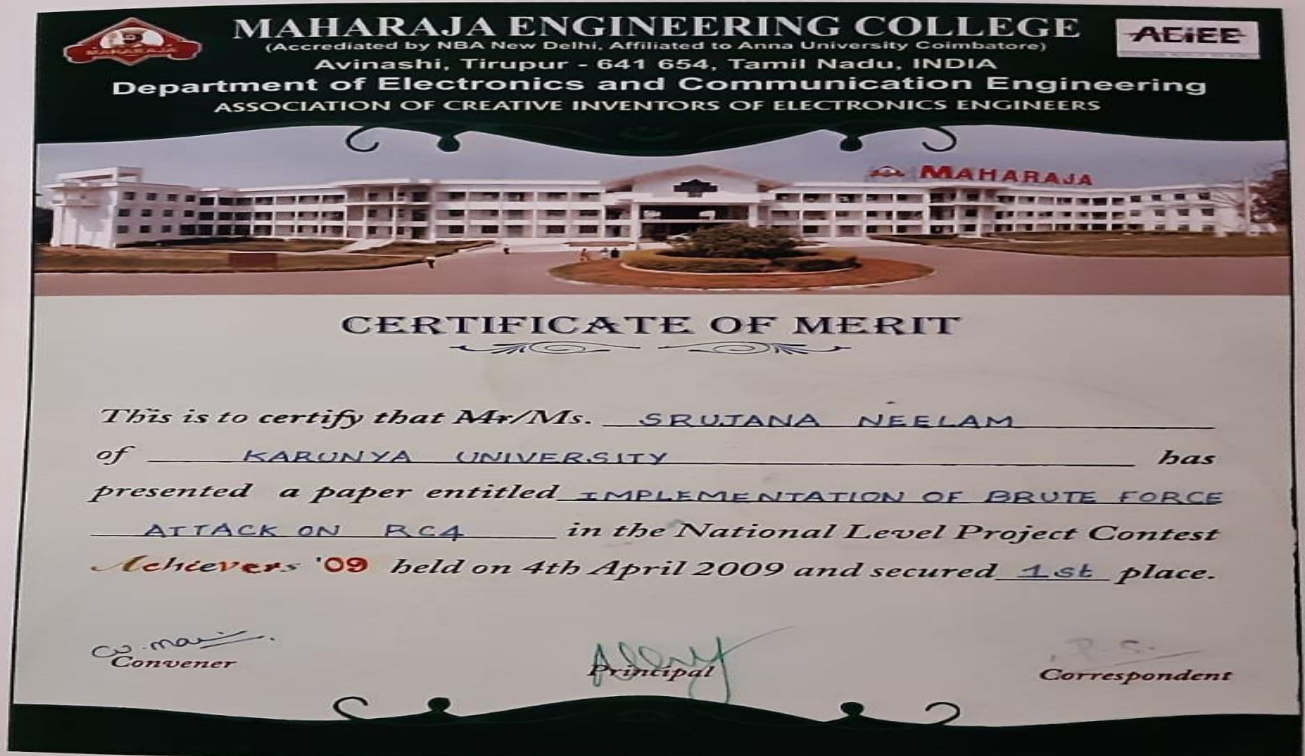 MAHARAJA ENGINEERING COLLEGE
(Accrediated by NBA New Delhi, Affiliated to Anna University Coimbatore)
Avinashi, Tirupur - 641 654, Tamil Nadu, INDIA
Department of Electronics and Communication Engineering
ASSOCIATION OF CREATIVE INVENTORS OF ELECTRONICS ENGINEERS
MAHARAJA
ACiEE
MAHARAJA
CERTIFICATE OF MERIT
This is to certify that Mr/Ms. SRUJANA NEELAM
of KARUNYA UNIVERSITY has
presented a paper entitled IMPLEMENTATION OF BRUTE FORCE
ATTACK ON RC4 in the National Level Project Contest
Achievers '09 held on 4th April 2009 and secured 1st place.
Convener
Principal
Correspondent